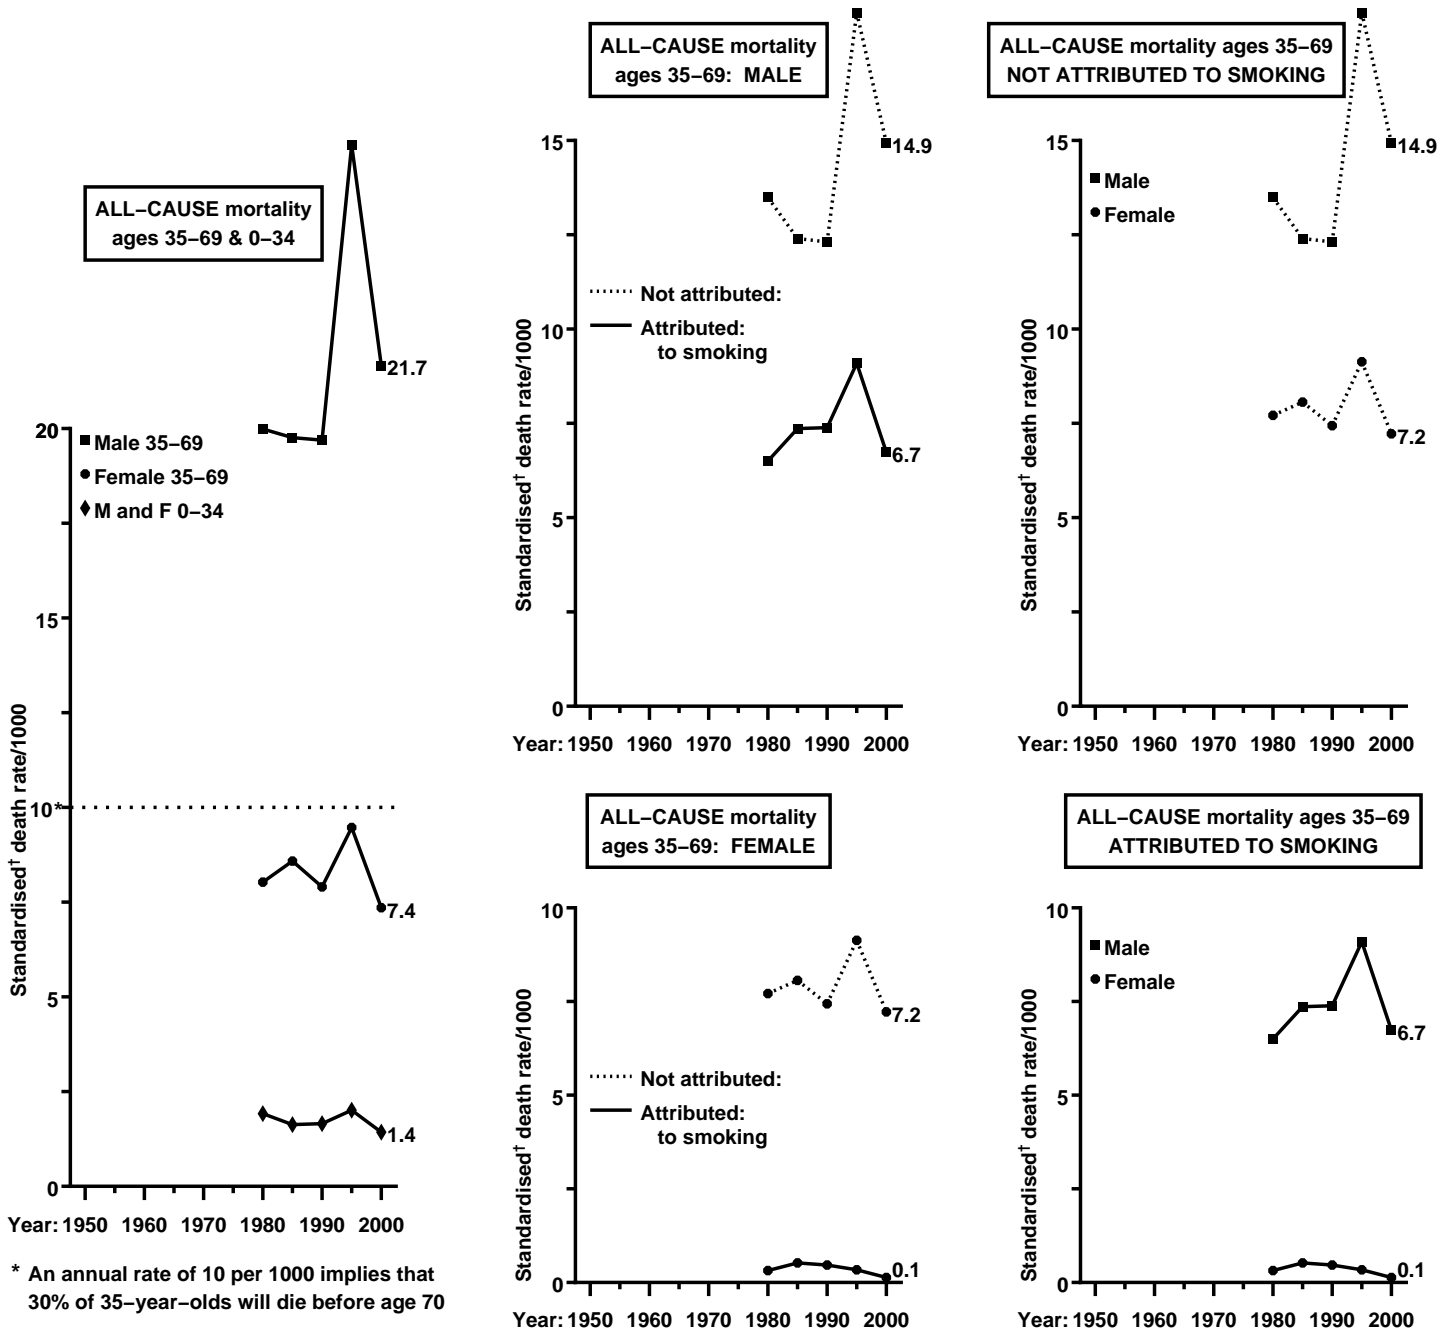 ALL–CAUSE mortality
ages 35–69 & 0–34
21.7
Male 35–69
Female 35–69
M and F 0–34
7.4
1.4
20
15
10*
5
0
Standardised† death rate/1000
Year: 1950 1960 1970 1980 1990 2000
* An annual rate of 10 per 1000 implies that
30% of 35–year–olds will die before age 70
ALL–CAUSE mortality
ages 35–69: MALE
14.9
Not attributed:
Attributed:
to smoking
6.7
15
10
5
0
Standardised† death rate/1000
Year: 1950 1960 1970 1980 1990 2000
ALL–CAUSE mortality ages 35–69
NOT ATTRIBUTED TO SMOKING
14.9
Male
Female
7.2
15
10
5
0
Standardised† death rate/1000
Year: 1950 1960 1970 1980 1990 2000
ALL–CAUSE mortality
ages 35–69: FEMALE
7.2
Not attributed:
Attributed:
to smoking
0.1
10
5
0
Standardised† death rate/1000
Year: 1950 1960 1970 1980 1990 2000
ALL–CAUSE mortality ages 35–69
ATTRIBUTED TO SMOKING
Male
Female
6.7
0.1
10
5
0
Standardised† death rate/1000
Year: 1950 1960 1970 1980 1990 2000